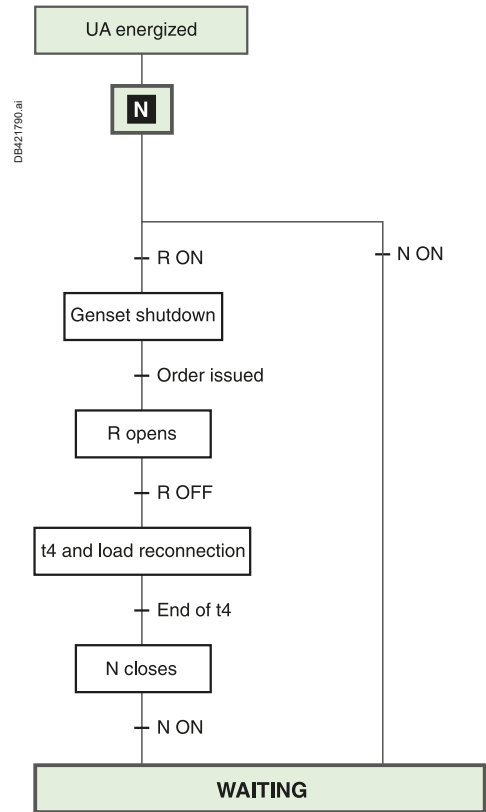 UA energized
DB421790.ai
N
R ON
N ON
Genset shutdown
Order issued
R opens
R OFF
t4 and load reconnection
End of t4
N closes
N ON
WAITING